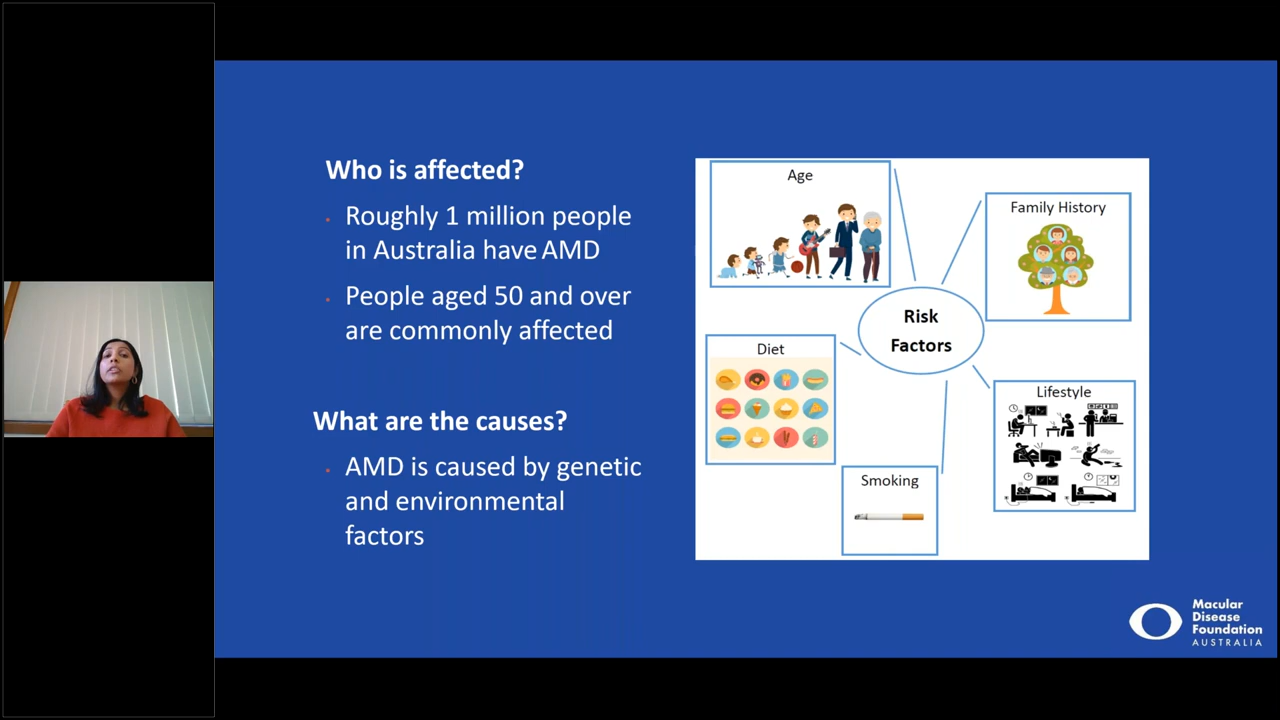 Who is affected?
• Roughly 1 million people
in Australia have AMD
• People aged 50 and over
are commonly affected
What are the causes?
• AMD is caused by genetic
and environmental
factors
Age
Family History
Risk
Factors
Diet
Lifestyle
Smoking
Macular
Disease
Foundation
AUSTRALIA